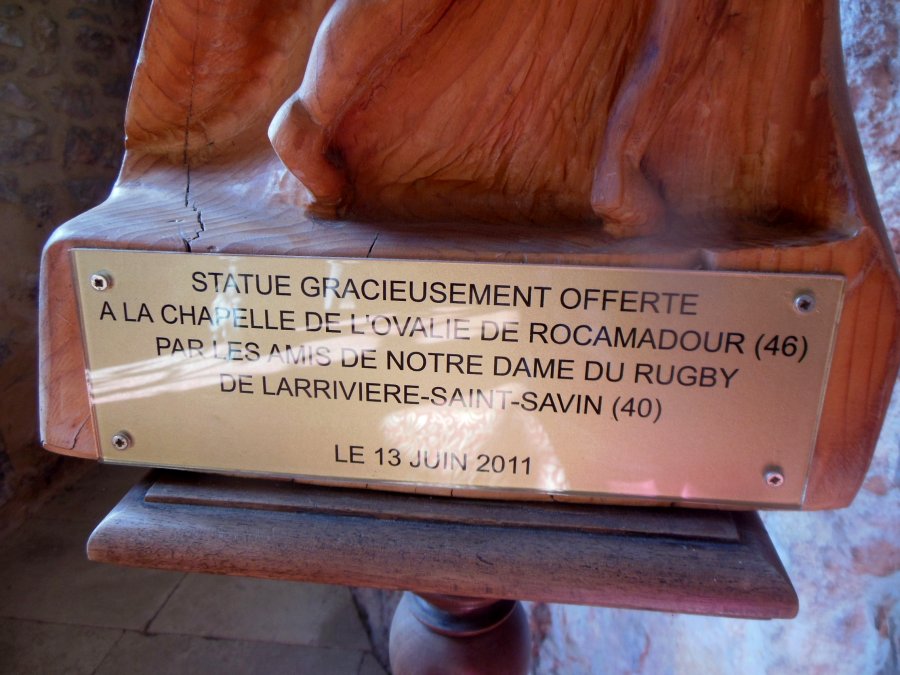 STATUE GRACIEUSEMENT OFFERTE
A LA CHAPELLE DE L'OVALIE DE ROCAMADOUR (46)
PAR LES AMIS DE NOTRE DAME DU RUGBY
DE LARRIVIERE-SAINT-SAVIN (40)
LE 13 JUIN 2011